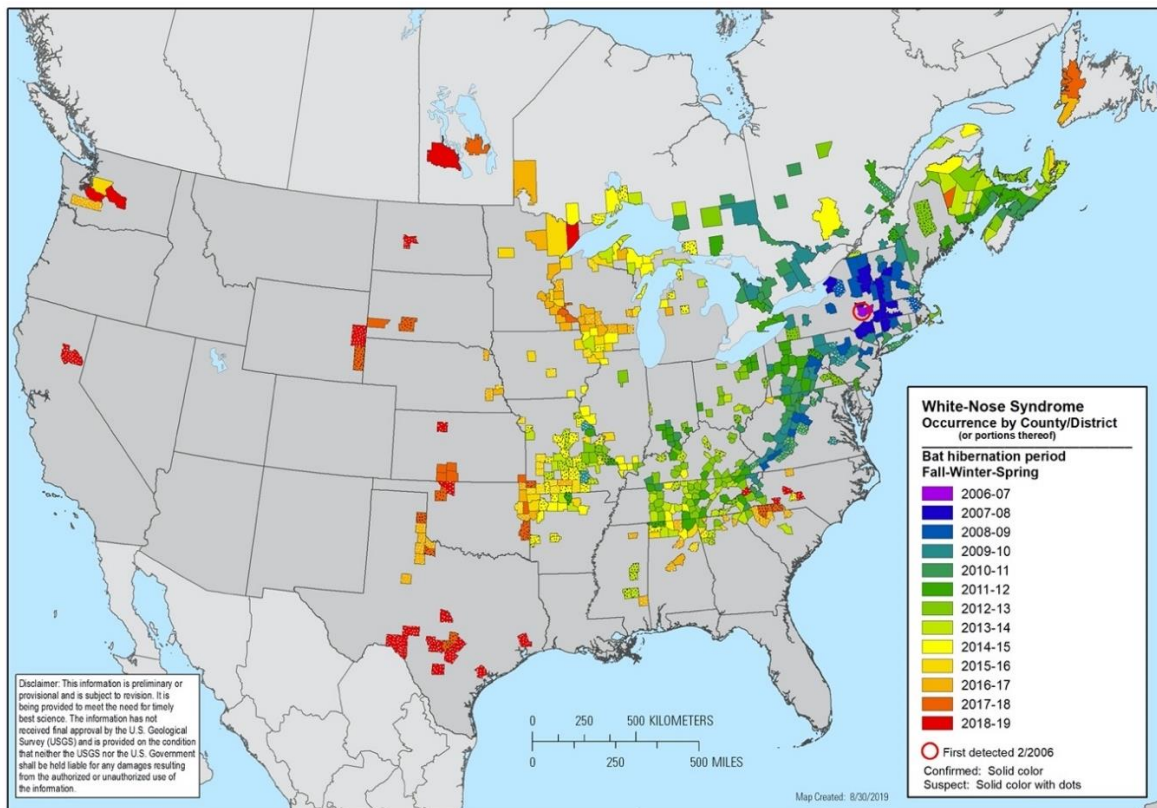 White-Nose Syndrome
Occurrence by County/District
(or portions thereof)
Bat hibernation period
Fall-Winter-Spring
2006-07
2007-08
2008-09
2009-10
2010-11
2011-12
2012-13
2013-14
2014-15
2015-16
2016-17
2017-18
2018-19
First detected 2/2006
Confirmed: Solid color
Suspect: Solid color with dots
Disclaimer: This information is preliminary or
provisional and is subject to revision. It is
being provided to meet the need for timely
best science. The information has not
received final approval by the U.S. Geological
Survey (USGS) and is provided on the condition
that neither the USGS nor the U.S. Government
shall be held liable for any damages resulting
from the authorized or unauthorized use of
the information.
0 250 500 KILOMETERS
0 250 500 MILES
Map Created: 8/30/2019